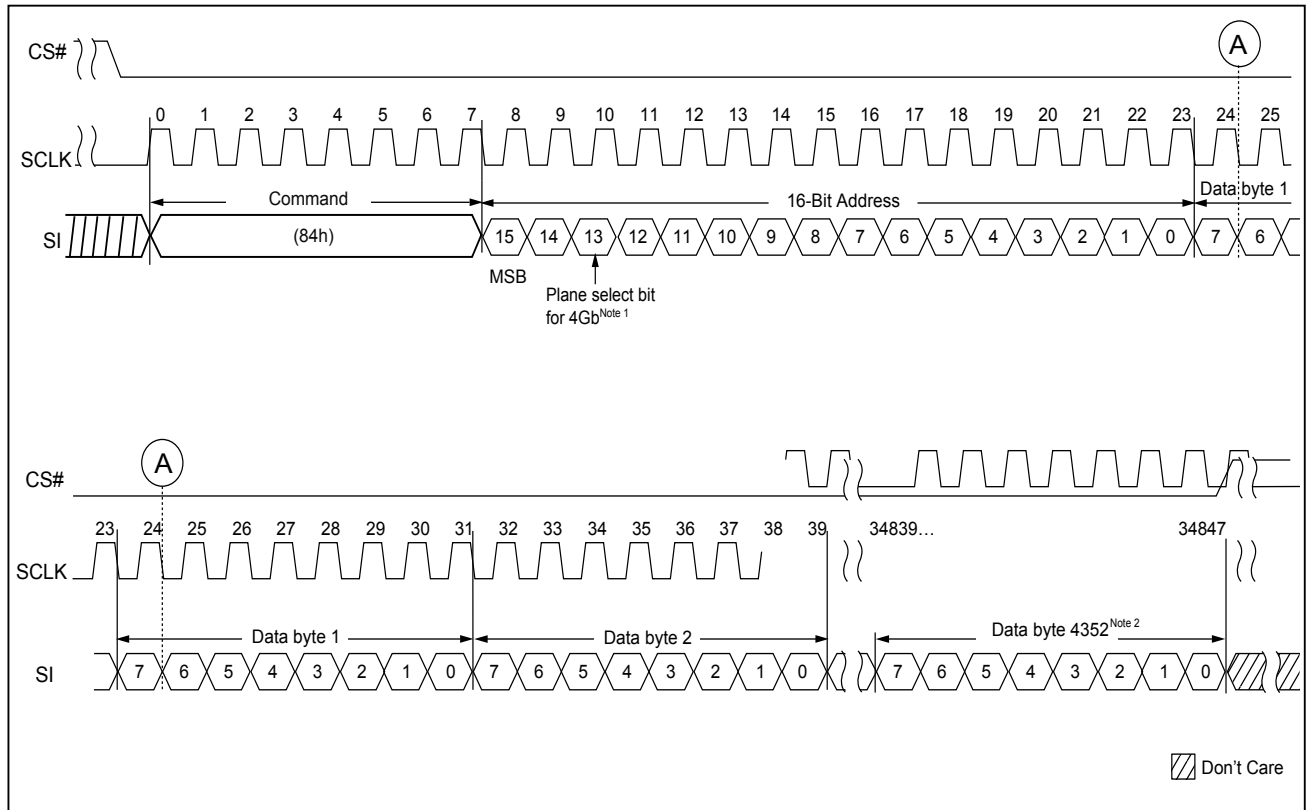 A
CS#
0 1 2 3 4 5 6 7 8 9 10 11 12 13 14 15 16 17 18 19 20 21 22 23 24 25
SCLK
Command 16-Bit Address Data byte 1
SI (84h) 15 14 13 12 11 10 9 8 7 6 5 4 3 2 1 0 7 6
MSB
Plane select bit
for 4Gb Note 1
A
CS#
23 24 25 26 27 28 29 30 31 32 33 34 35 36 37 38 39 34839… 34847
SCLK
Data byte 1 Data byte 2 Data byte 4352 Note 2
SI 7 6 5 4 3 2 1 0 7 6 5 4 3 2 1 0 7 6 5 4 3 2 1 0
Don't Care